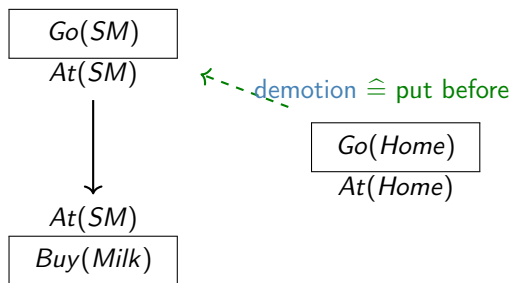 Go(SM)
At(SM)
demotion ≙ put before
Go(Home)
At(Home)
At(SM)
Buy(Milk)